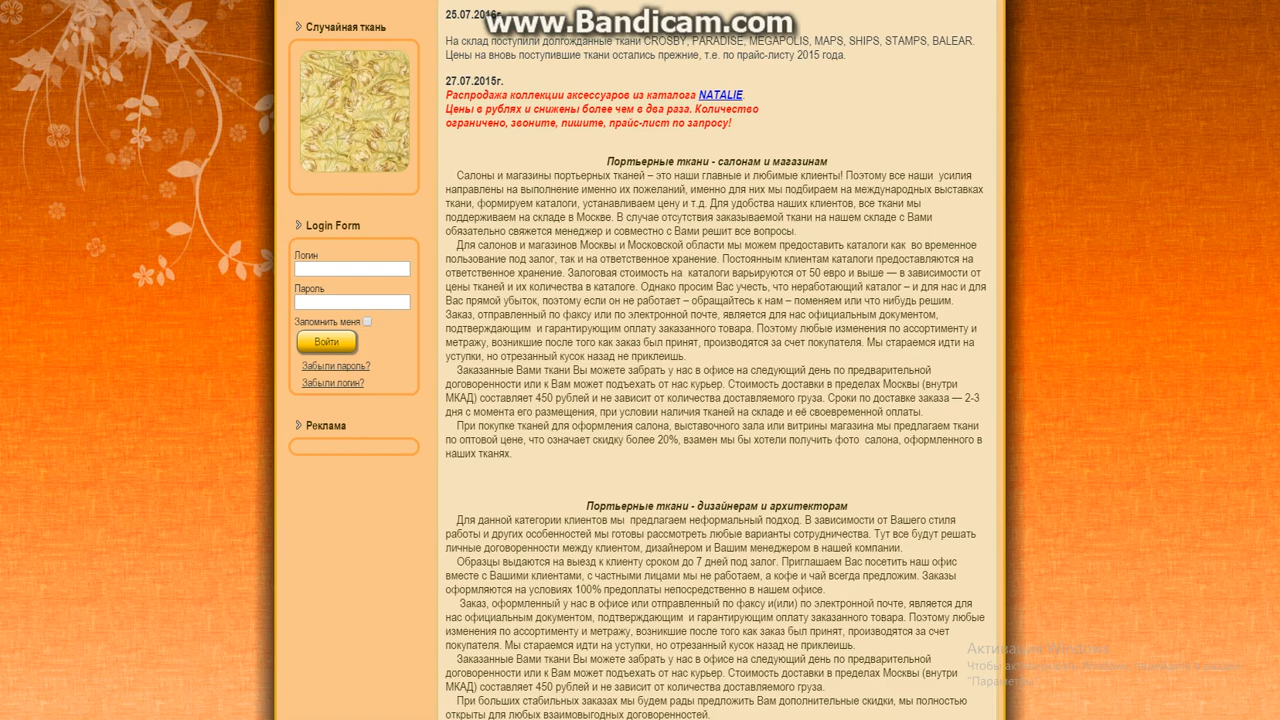 www.Bandicam.com
Случайная ткань
Login Form
Логин
Пароль
Запомнить меня
Войти
Забыли пароль?
Забыли логин?
Реклама
25.07.2016г.
На склад поступили долгожданные ткани CROSBY, PARADISE, MEGAPOLIS, MAPS, SHIPS, STAMPS, BALEAR.
Цены на вновь поступившие ткани остались прежние, т.е. по прайс-листу 2015 года.
27.07.2015г.
Распродажа коллекции аксессуаров из каталога NATALIE.
Цены в рублях и снижены более чем в два раза. Количество
ограничено, звоните, пишите, прайс-лист по запросу!
Портьерные ткани - салонам и магазинам
Салоны и магазины портьерных тканей – это наши главные и любимые клиенты! Поэтому все наши усилия
направлены на выполнение именно их пожеланий, именно для них мы подбираем на международных выставках
ткани, формируем каталоги, устанавливаем цену и т.д. Для удобства наших клиентов, все ткани мы
поддерживаем на складе в Москве. В случае отсутствия заказываемой ткани на нашем складе с Вами
обязательно свяжется менеджер и совместно с Вами решит все вопросы.
Для салонов и магазинов Москвы и Московской области мы можем предоставить каталоги как во временное
пользование под залог, так и на ответственное хранение. Постоянным клиентам каталоги предоставляются на
ответственное хранение. Залоговая стоимость на каталоги варьируются от 50 евро и выше — в зависимости от
цены тканей и их количества в каталоге. Однако просим Вас учесть, что неработающий каталог – и для нас и для
Вас прямой убыток, поэтому если он не работает – обращайтесь к нам – поменяем или что нибудь решим.
Заказ, отправленный по факсу или по электронной почте, является для нас официальным документом,
подтверждающим и гарантирующим оплату заказанного товара. Поэтому любые изменения по ассортименту и
метражу, возникшие после того как заказ был принят, производятся за счет покупателя. Мы стараемся идти на
уступки, но отрезанный кусок назад не приклеишь.
Заказанные Вами ткани Вы можете забрать у нас в офисе на следующий день по предварительной
договоренности или к Вам может подъехать от нас курьер. Стоимость доставки в пределах Москвы (внутри
МКАД) составляет 450 рублей и не зависит от количества доставляемого груза. Сроки по доставке заказа — 2-3
дня с момента его размещения, при условии наличия тканей на складе и её своевременной оплаты.
При покупке тканей для оформления салона, выставочного зала или витрины магазина мы предлагаем ткани
по оптовой цене, что означает скидку более 20%, взамен мы бы хотели получить фото салона, оформленного в
наших тканях.
Портьерные ткани - дизайнерам и архитекторам
Для данной категории клиентов мы предлагаем неформальный подход. В зависимости от Вашего стиля
работы и других особенностей мы готовы рассмотреть любые варианты сотрудничества. Тут все будут решать
личные договоренности между клиентом, дизайнером и Вашим менеджером в нашей компании.
Образцы выдаются на выезд к клиенту сроком до 7 дней под залог. Приглашаем Вас посетить наш офис
вместе с Вашими клиентами, с частными лицами мы не работаем, а кофе и чай всегда предложим. Заказы
оформляются на условиях 100% предоплаты непосредственно в нашем офисе.
Заказ, оформленный у нас в офисе или отправленный по факсу и(или) по электронной почте, является для
нас официальным документом, подтверждающим и гарантирующим оплату заказанного товара. Поэтому любые
изменения по ассортименту и метражу, возникшие после того как заказ был принят, производятся за счет
покупателя. Мы стараемся идти на уступки, но отрезанный кусок назад не приклеишь.
Заказанные Вами ткани Вы можете забрать у нас в офисе на следующий день по предварительной
договоренности или к Вам может подъехать от нас курьер. Стоимость доставки в пределах Москвы (внутри
МКАД) составляет 450 рублей и не зависит от количества доставляемого груза.
При больших стабильных заказах мы будем рады предложить Вам дополнительные скидки, мы полностью
открыты для любых взаимовыгодных договоренностей.
Активация Windows
Чтобы
"Параметры"